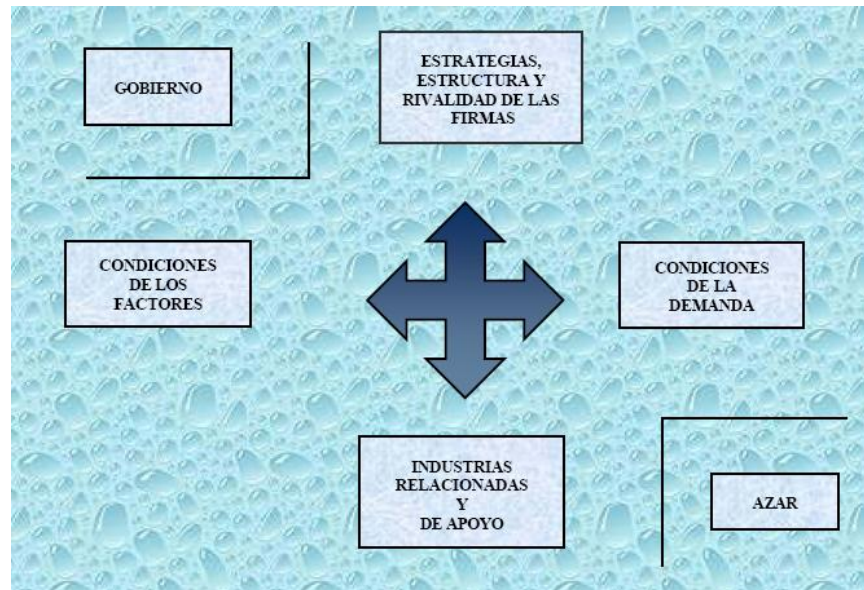 GOBIERNO
ESTRATEGIAS,
ESTRUCTURA Y
RIVALIDAD DE LAS
FIRMAS
CONDICIONES
DE LOS
FACTORES
CONDICIONES
DE LA
DEMANDA
INDUSTRIAS
RELACIONADAS
Y
DE APOYO
AZAR